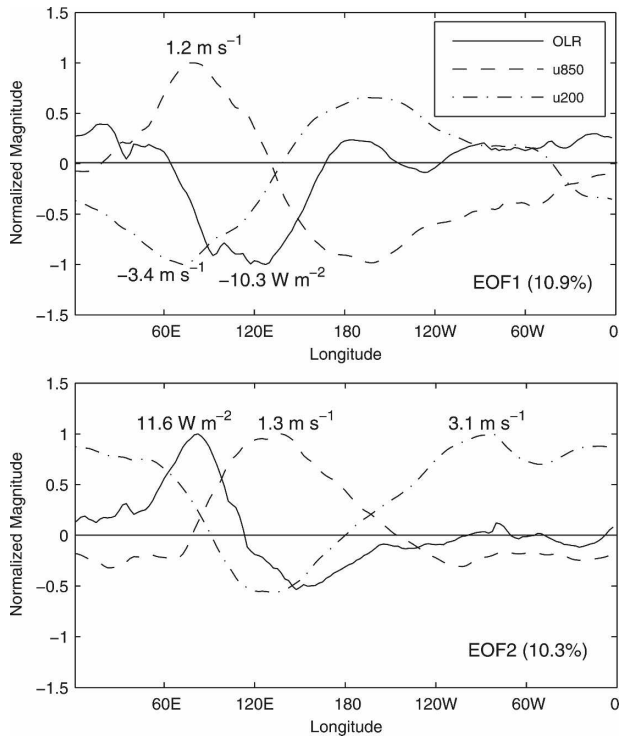 1.5
1
0.5
0
−0.5
−1
−1.5
Normalized Magnitude
1.2 m s−1
OLR
u850
u200
−3.4 m s−1
−10.3 W m−2
EOF1 (10.9%)
60E 120E 180 120W 60W 0
Longitude
1.5
1
0.5
0
−0.5
−1
−1.5
Normalized Magnitude
11.6 W m−2
1.3 m s−1
3.1 m s−1
EOF2 (10.3%)
60E 120E 180 120W 60W 0
Longitude